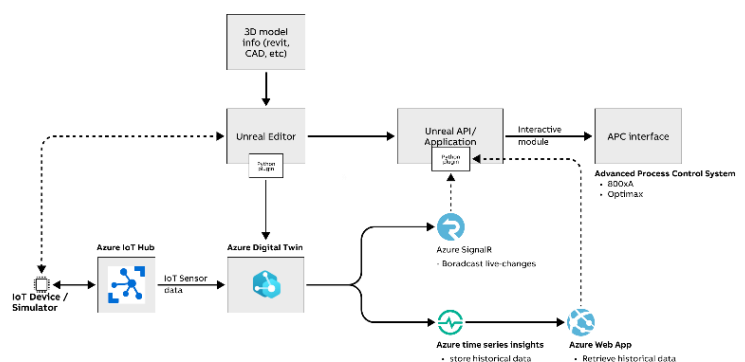 3D model
info (revit,
CAD, etc)
Unreal Editor
Python
plugin
Unreal API/
Application
Python
plugin
Interactive
module
APC interface
Advanced Process Control System
• 800xA
• Optimax
Azure IoT Hub
IoT Sensor
data
Azure Digital Twin
IoT Device /
Simulator
Azure SignalR
- Boradcast live-changes
Azure time series insights
• store historical data
Azure Web App
• Retrieve historical data